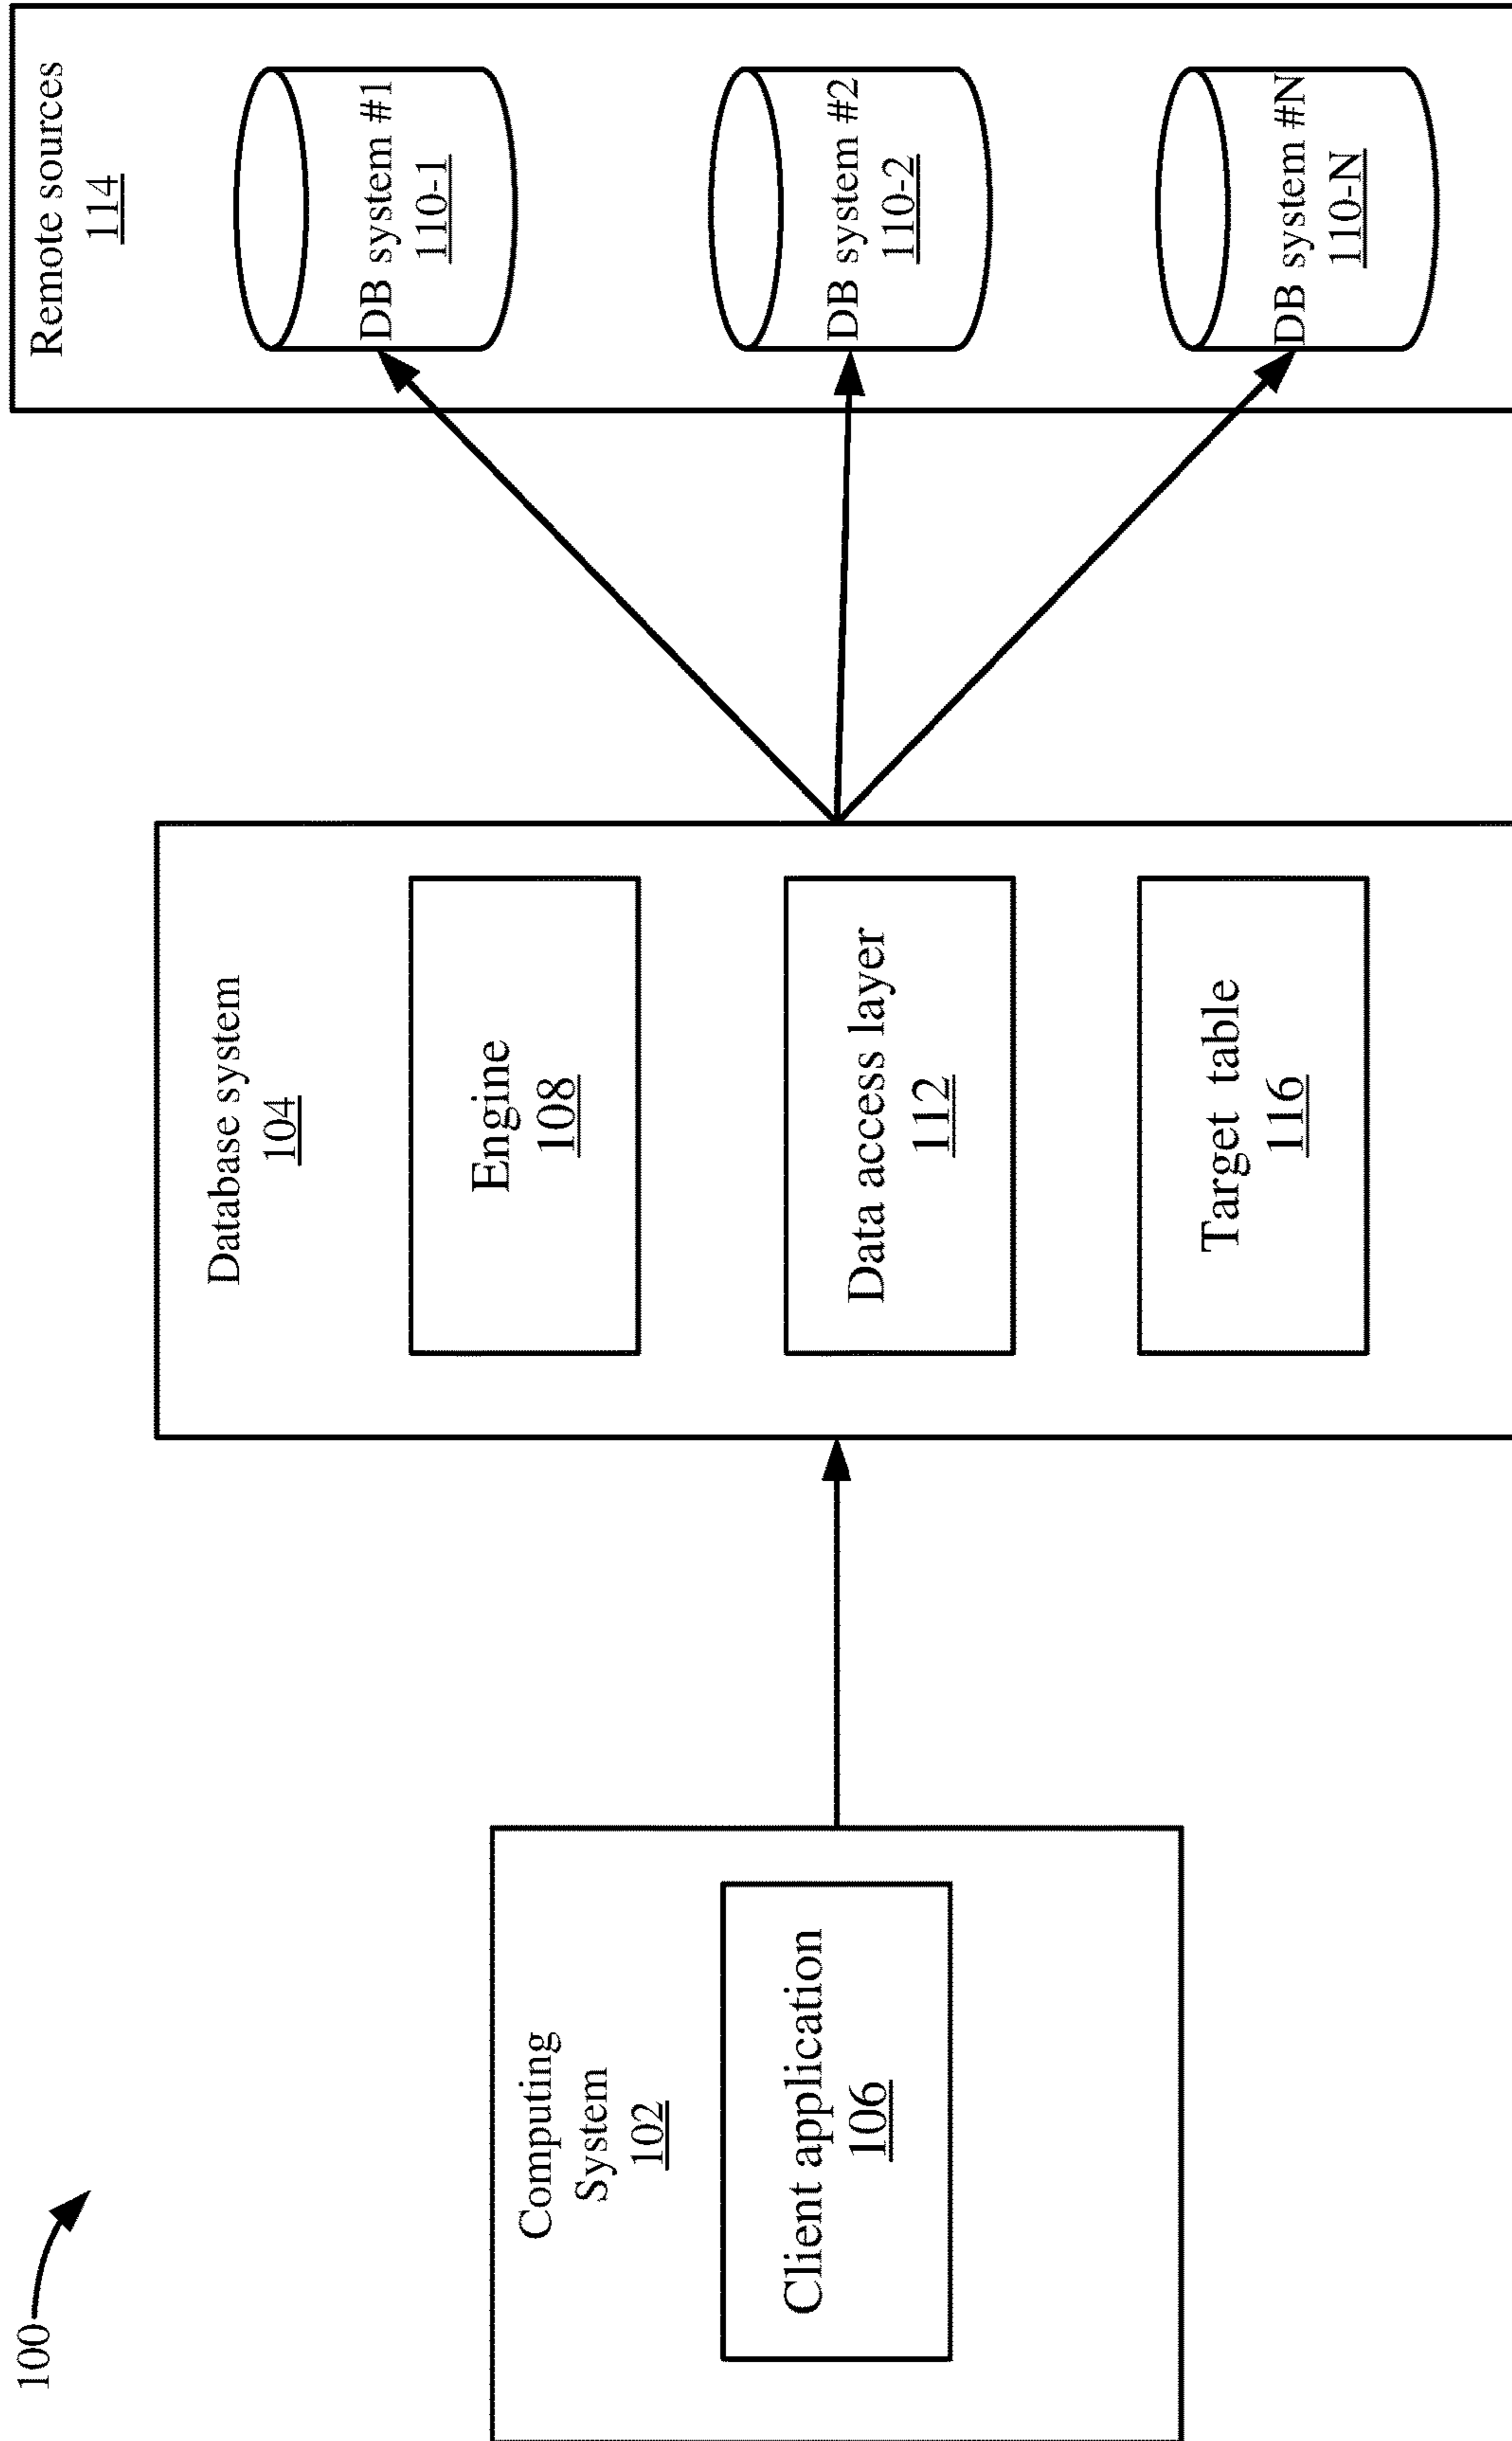 100
Computing
System
102
Client application
106
Database system
104
Engine
108
Data access layer
112
Target table
116
Remote sources
114
DB system #1
110-1
DB system #2
110-2
DB system #N
110-N